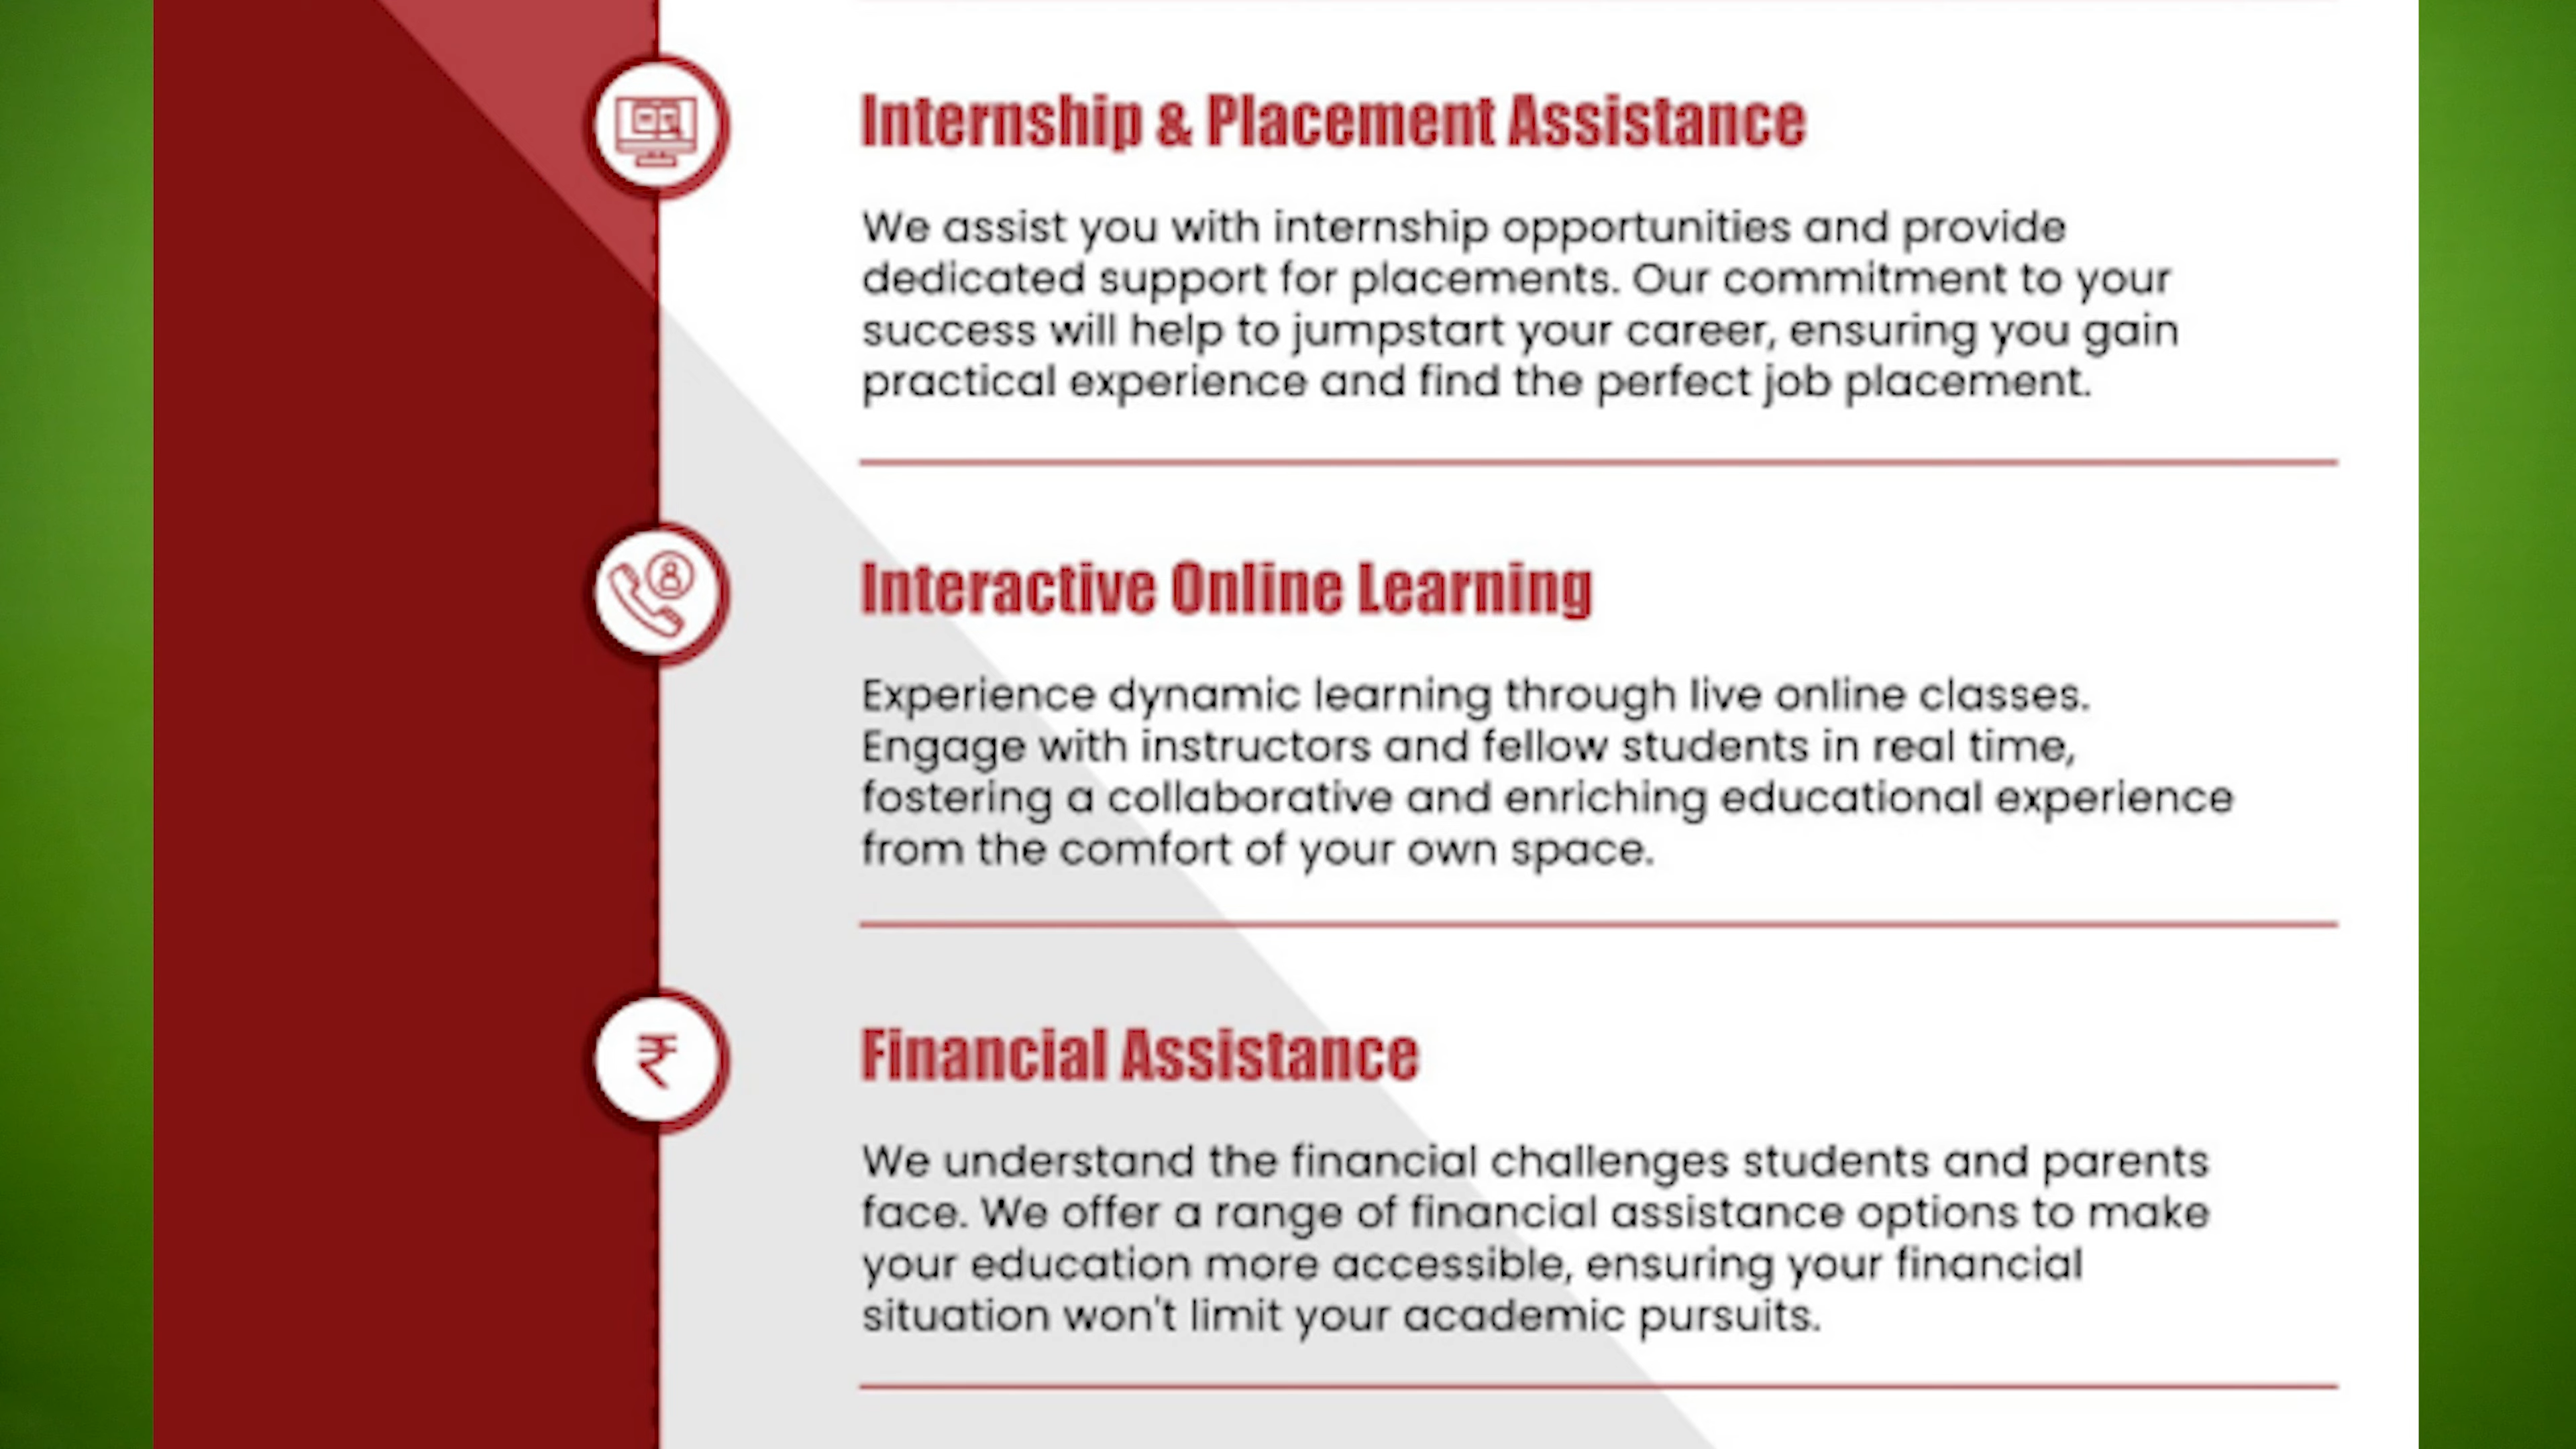 Internship & Placement Assistance
We assist you with internship opportunities and provide
dedicated support for placements. Our commitment to your
success will help to jumpstart your career, ensuring you gain
practical experience and find the perfect job placement.
Interactive Online Learning
Experience dynamic learning through live online classes.
Engage with instructors and fellow students in real time,
fostering a collaborative and enriching educational experience
from the comfort of your own space.
₹
Financial Assistance
We understand the financial challenges students and parents
face. We offer a range of financial assistance options to make
your education more accessible, ensuring your financial
situation won't limit your academic pursuits.